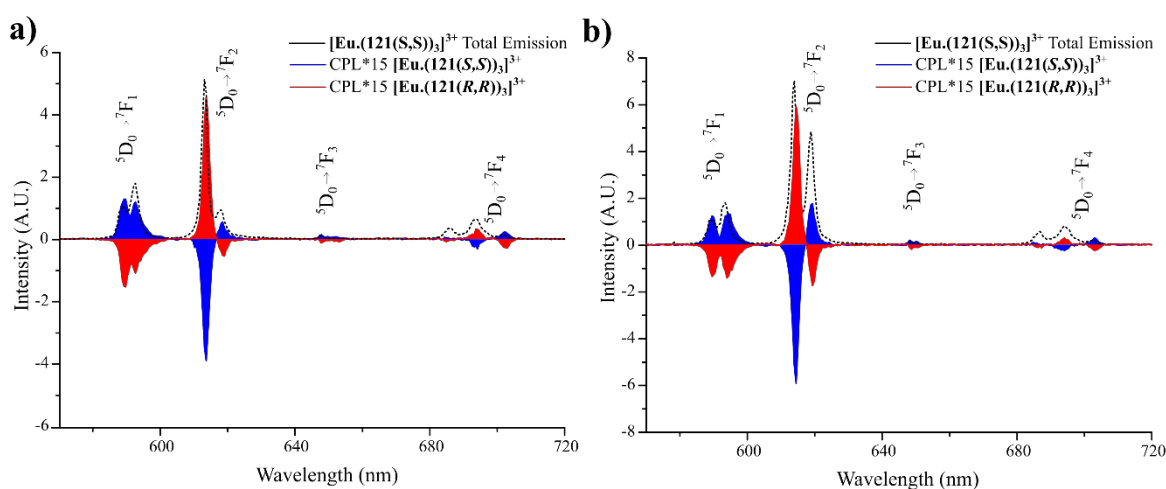 a)
[Eu.(121(S,S))₃]³⁺ Total Emission
CPL*15 [Eu.(121(S,S))₃]³⁺
CPL*15 [Eu.(121(R,R))₃]³⁺
⁵D₀→⁷F₁
⁵D₀→⁷F₂
⁵D₀→⁷F₃
⁵D₀→⁷F₄
Intensity (A.U.)
6
4
2
0
-2
-4
-6
600
640
680
720
Wavelength (nm)
b)
[Eu.(121(S,S))₃]³⁺ Total Emission
CPL*15 [Eu.(121(S,S))₃]³⁺
CPL*15 [Eu.(121(R,R))₃]³⁺
⁵D₀→⁷F₁
⁵D₀→⁷F₂
⁵D₀→⁷F₃
⁵D₀→⁷F₄
Intensity (A.U.)
8
6
4
2
0
-2
-4
-6
-8
600
640
680
720
Wavelength (nm)